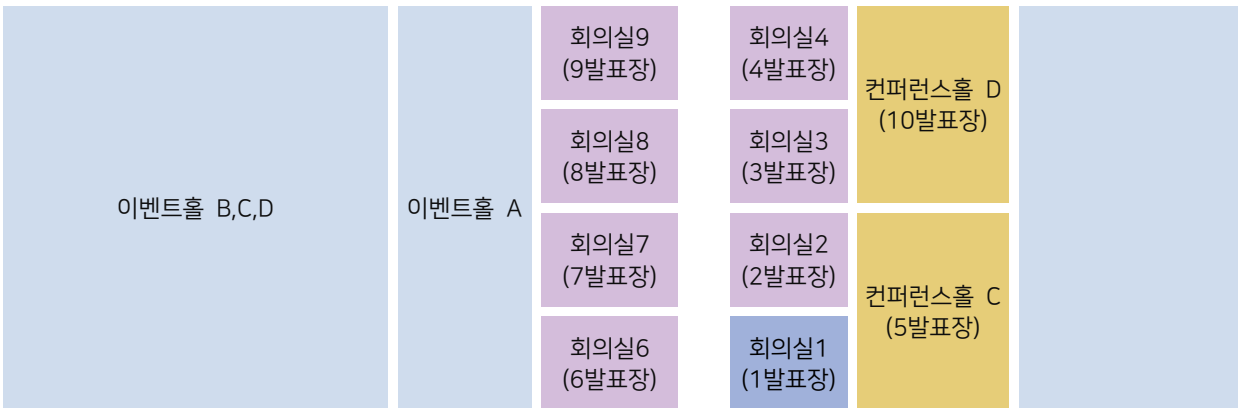 이벤트홀 B,C,D
이벤트홀 A
회의실9
(9발표장)
회의실8
(8발표장)
회의실7
(7발표장)
회의실6
(6발표장)
회의실4
(4발표장)
회의실3
(3발표장)
회의실2
(2발표장)
회의실1
(1발표장)
컨퍼런스홀 D
(10발표장)
컨퍼런스홀 C
(5발표장)